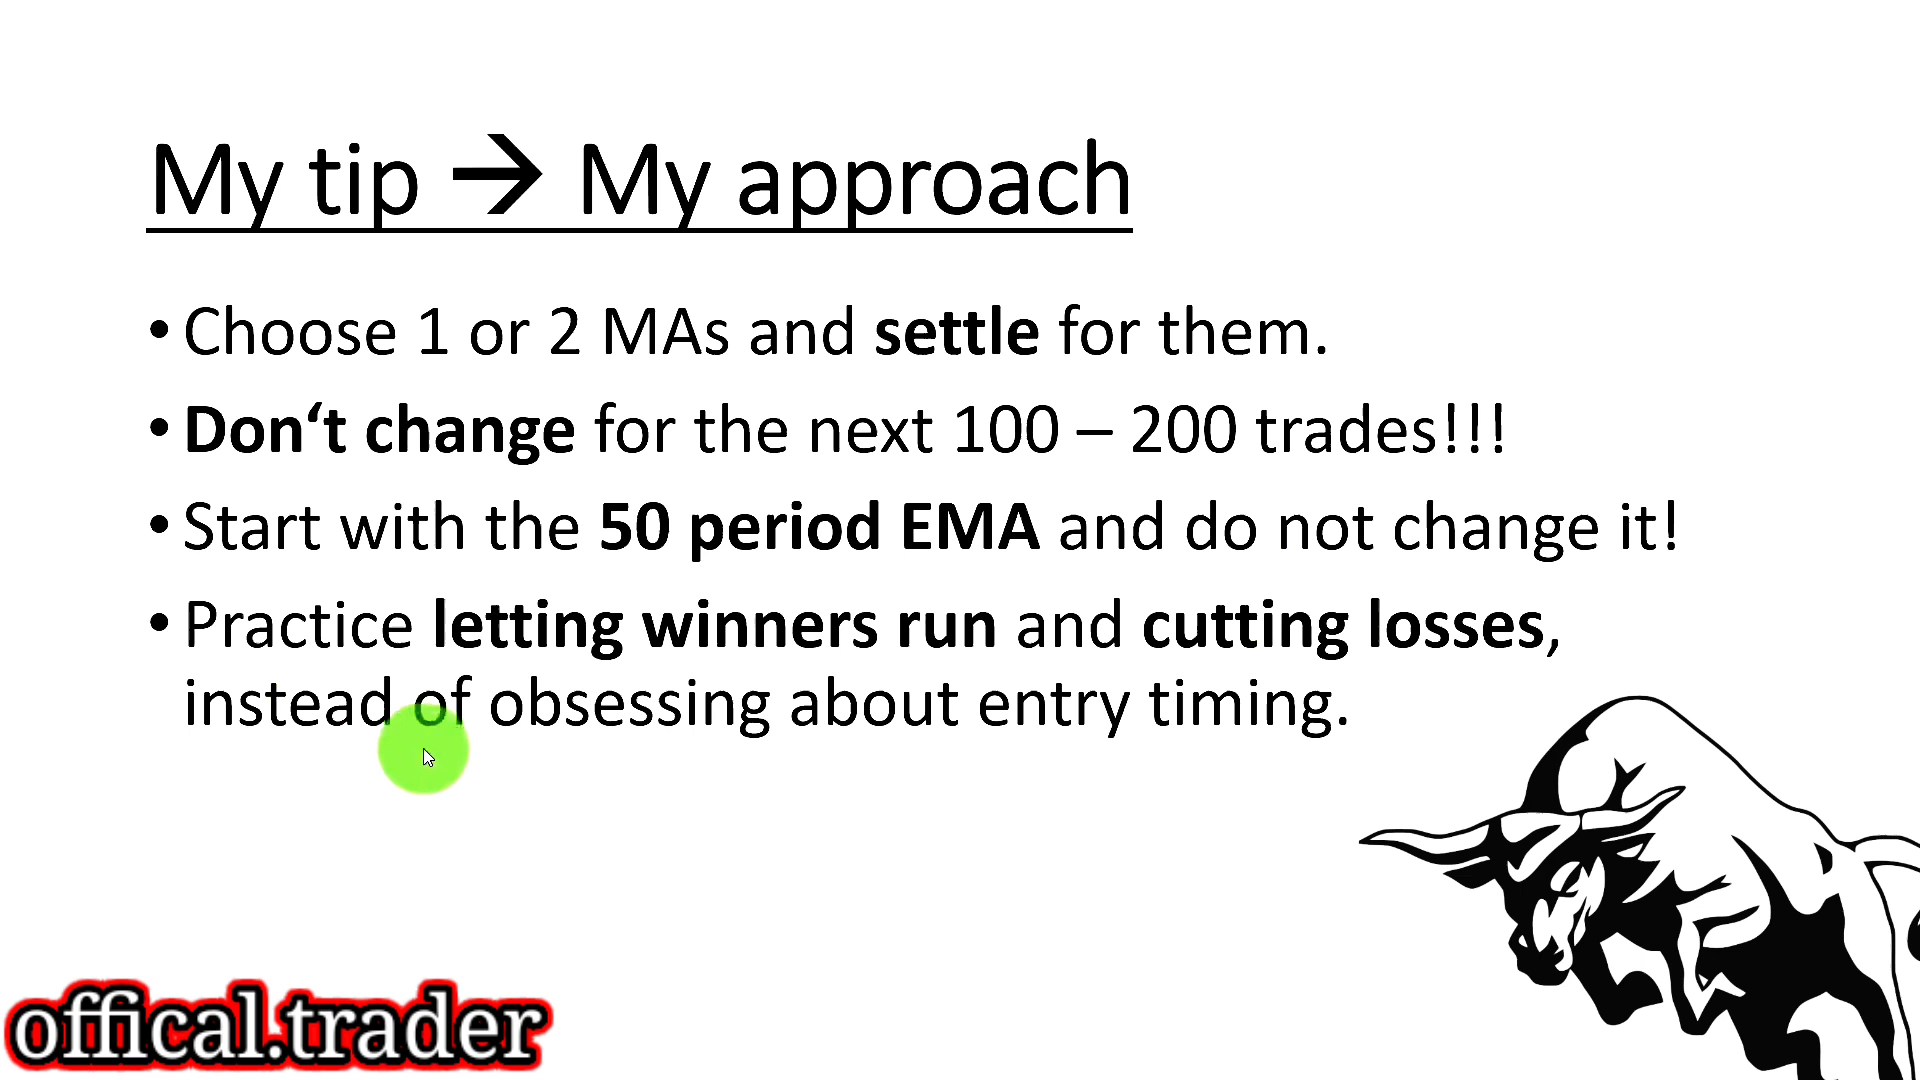 My tip → My approach
• Choose 1 or 2 MAs and settle for them.
• Don‘t change for the next 100 – 200 trades!!!
• Start with the 50 period EMA and do not change it!
• Practice letting winners run and cutting losses,
instead of obsessing about entry timing.
offical.trader